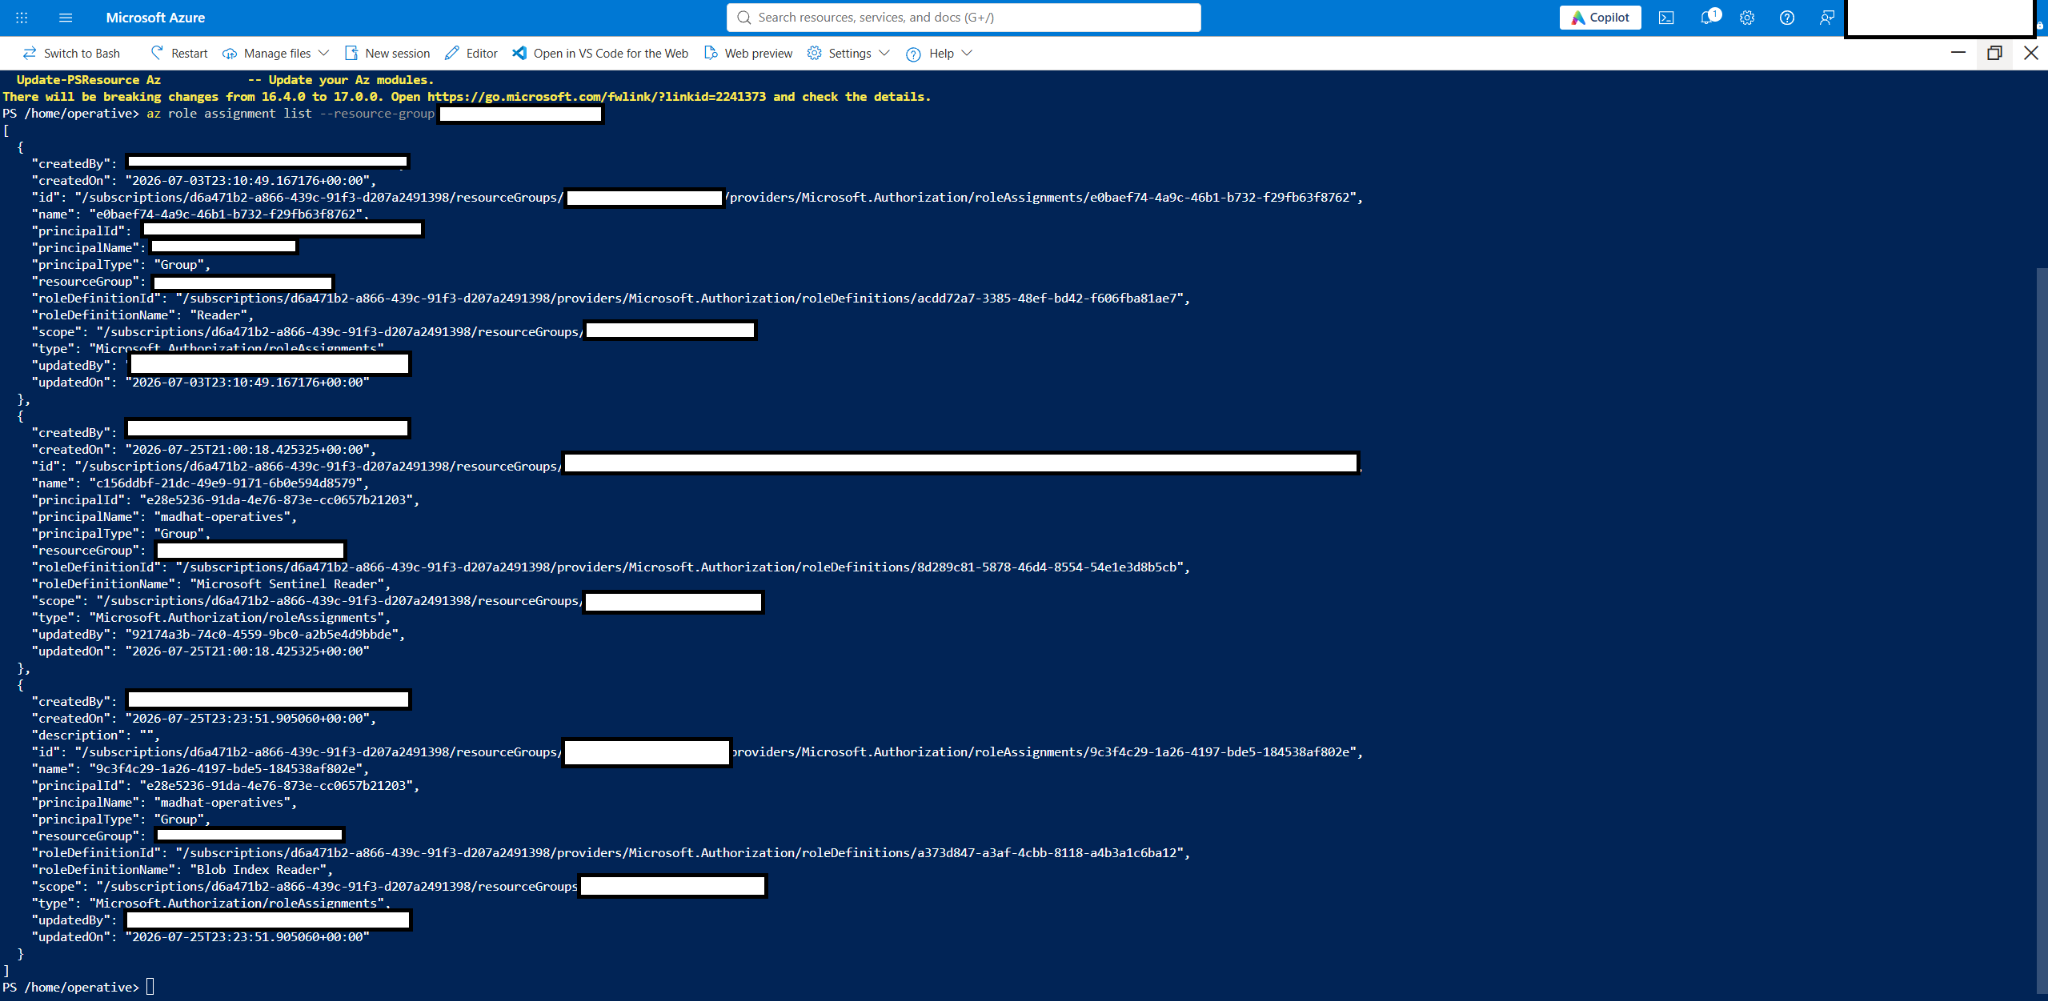 Microsoft Azure
Search resources, services, and docs (G+/)
Copilot
1
Switch to Bash
Restart
Manage files
New session
Editor
Open in VS Code for the Web
Web preview
Settings
Help
Update-PSResource Az -- Update your Az modules.
There will be breaking changes from 16.4.0 to 17.0.0. Open https://go.microsoft.com/fwlink/?linkid=2241373 and check the details.
PS /home/operative> az role assignment list --resource-group
[
{
"createdBy":
"createdOn": "2026-07-03T23:10:49.167176+00:00",
"id": "/subscriptions/d6a471b2-a866-439c-91f3-d207a2491398/resourceGroups/ /providers/Microsoft.Authorization/roleAssignments/e0baef74-4a9c-46b1-b732-f29fb63f8762",
"name": "e0baef74-4a9c-46b1-b732-f29fb63f8762",
"principalId":
"principalName":
"principalType": "Group",
"resourceGroup":
"roleDefinitionId": "/subscriptions/d6a471b2-a866-439c-91f3-d207a2491398/providers/Microsoft.Authorization/roleDefinitions/acdd72a7-3385-48ef-bd42-f606fba81ae7",
"roleDefinitionName": "Reader",
"scope": "/subscriptions/d6a471b2-a866-439c-91f3-d207a2491398/resourceGroups/
"type": "Microsoft.Authorization/roleAssignments"
"updatedBy": "
"updatedOn": "2026-07-03T23:10:49.167176+00:00"
},
{
"createdBy":
"createdOn": "2026-07-25T21:00:18.425325+00:00",
"id": "/subscriptions/d6a471b2-a866-439c-91f3-d207a2491398/resourceGroups/ ,
"name": "c156ddbf-21dc-49e9-9171-6b0e594d8579",
"principalId": "e28e5236-91da-4e76-873e-cc0657b21203",
"principalName": "madhat-operatives",
"principalType": "Group",
"resourceGroup":
"roleDefinitionId": "/subscriptions/d6a471b2-a866-439c-91f3-d207a2491398/providers/Microsoft.Authorization/roleDefinitions/8d289c81-5878-46d4-8554-54e1e3d8b5cb",
"roleDefinitionName": "Microsoft Sentinel Reader",
"scope": "/subscriptions/d6a471b2-a866-439c-91f3-d207a2491398/resourceGroups/
"type": "Microsoft.Authorization/roleAssignments",
"updatedBy": "92174a3b-74c0-4559-9bc0-a2b5e4d9bbde",
"updatedOn": "2026-07-25T21:00:18.425325+00:00"
},
{
"createdBy":
"createdOn": "2026-07-25T23:23:51.905060+00:00",
"description": "",
"id": "/subscriptions/d6a471b2-a866-439c-91f3-d207a2491398/resourceGroups/ providers/Microsoft.Authorization/roleAssignments/9c3f4c29-1a26-4197-bde5-184538af802e",
"name": "9c3f4c29-1a26-4197-bde5-184538af802e",
"principalId": "e28e5236-91da-4e76-873e-cc0657b21203",
"principalName": "madhat-operatives",
"principalType": "Group",
"resourceGroup":
"roleDefinitionId": "/subscriptions/d6a471b2-a866-439c-91f3-d207a2491398/providers/Microsoft.Authorization/roleDefinitions/a373d847-a3af-4cbb-8118-a4b3a1c6ba12",
"roleDefinitionName": "Blob Index Reader",
"scope": "/subscriptions/d6a471b2-a866-439c-91f3-d207a2491398/resourceGroups
"type": "Microsoft.Authorization/roleAssignments",
"updatedBy":
"updatedOn": "2026-07-25T23:23:51.905060+00:00"
}
]
PS /home/operative>